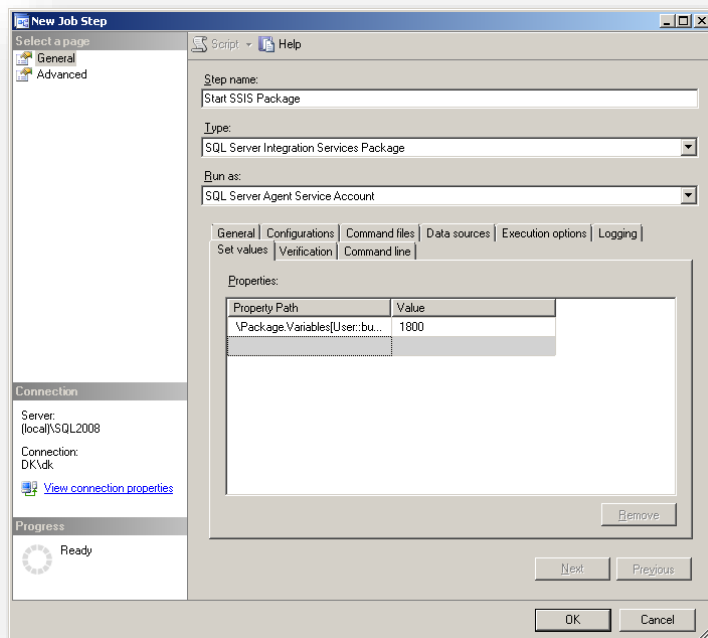 New Job Step
Select a page
General
Advanced
Script
Help
Step name:
Start SSIS Package
Type:
SQL Server Integration Services Package
Run as:
SQL Server Agent Service Account
General Configurations Command files Data sources Execution options Logging
Set values Verification Command line
Properties:
Property Path Value
\Package.Variables[User::bu... 1800
Remove
Connection
Server:
(local)\SQL2008
Connection:
DK\dk
View connection properties
Progress
Ready
Next Previous
OK Cancel